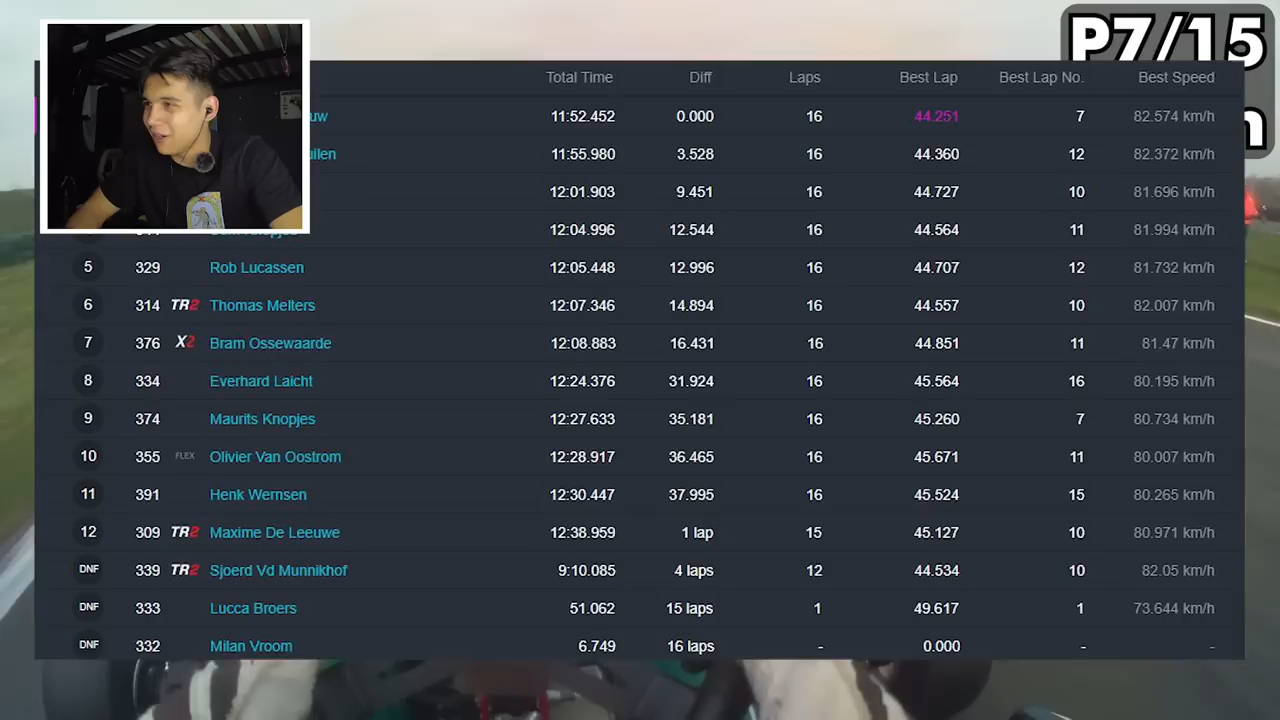 P7/15
Total Time Diff Laps Best Lap Best Lap No. Best Speed
11:52.452 0.000 16 44.251 7 82.574 km/h
11:55.980 3.528 16 44.360 12 82.372 km/h
12:01.903 9.451 16 44.727 10 81.696 km/h
12:04.996 12.544 16 44.564 11 81.994 km/h
5 329 Rob Lucassen 12:05.448 12.996 16 44.707 12 81.732 km/h
6 314 TR2 Thomas Melters 12:07.346 14.894 16 44.557 10 82.007 km/h
7 376 X2 Bram Ossewaarde 12:08.883 16.431 16 44.851 11 81.47 km/h
8 334 Everhard Laicht 12:24.376 31.924 16 45.564 16 80.195 km/h
9 374 Maurits Knopjes 12:27.633 35.181 16 45.260 7 80.734 km/h
10 355 FLEX Olivier Van Oostrom 12:28.917 36.465 16 45.671 11 80.007 km/h
11 391 Henk Wernsen 12:30.447 37.995 16 45.524 15 80.265 km/h
12 309 TR2 Maxime De Leeuwe 12:38.959 1 lap 15 45.127 10 80.971 km/h
DNF 339 TR2 Sjoerd Vd Munnikhof 9:10.085 4 laps 12 44.534 10 82.05 km/h
DNF 333 Lucca Broers 51.062 15 laps 1 49.617 1 73.644 km/h
DNF 332 Milan Vroom 6.749 16 laps - 0.000 - -